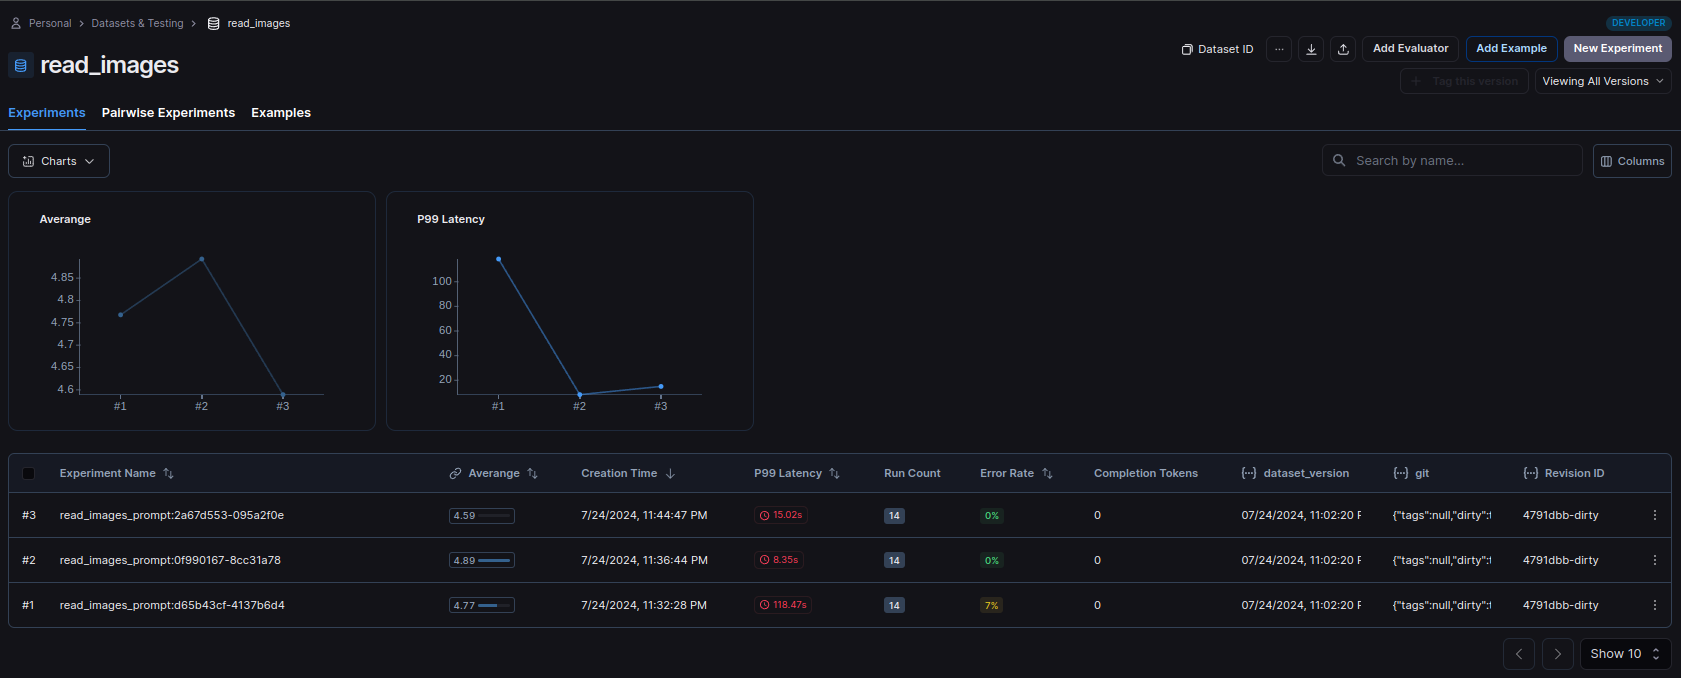 Personal > Datasets & Testing > read_images
DEVELOPER
read_images
Dataset ID ... Add Evaluator Add Example New Experiment
+ Tag this version Viewing All Versions
Experiments Pairwise Experiments Examples
Charts Search by name... Columns
Averange
4.85
4.8
4.75
4.7
4.65
4.6
#1 #2 #3
P99 Latency
100
80
60
40
20
#1 #2 #3
Experiment Name Averange Creation Time P99 Latency Run Count Error Rate Completion Tokens dataset_version git Revision ID
#3 read_images_prompt:2a67d553-095a2f0e 4.59 7/24/2024, 11:44:47 PM 15.02s 14 0% 0 07/24/2024, 11:02:20 P {"tags":null,"dirty":t 4791dbb-dirty
#2 read_images_prompt:0f990167-8cc31a78 4.89 7/24/2024, 11:36:44 PM 8.35s 14 0% 0 07/24/2024, 11:02:20 P {"tags":null,"dirty":t 4791dbb-dirty
#1 read_images_prompt:d65b43cf-4137b6d4 4.77 7/24/2024, 11:32:28 PM 118.47s 14 7% 0 07/24/2024, 11:02:20 P {"tags":null,"dirty":t 4791dbb-dirty
Show 10